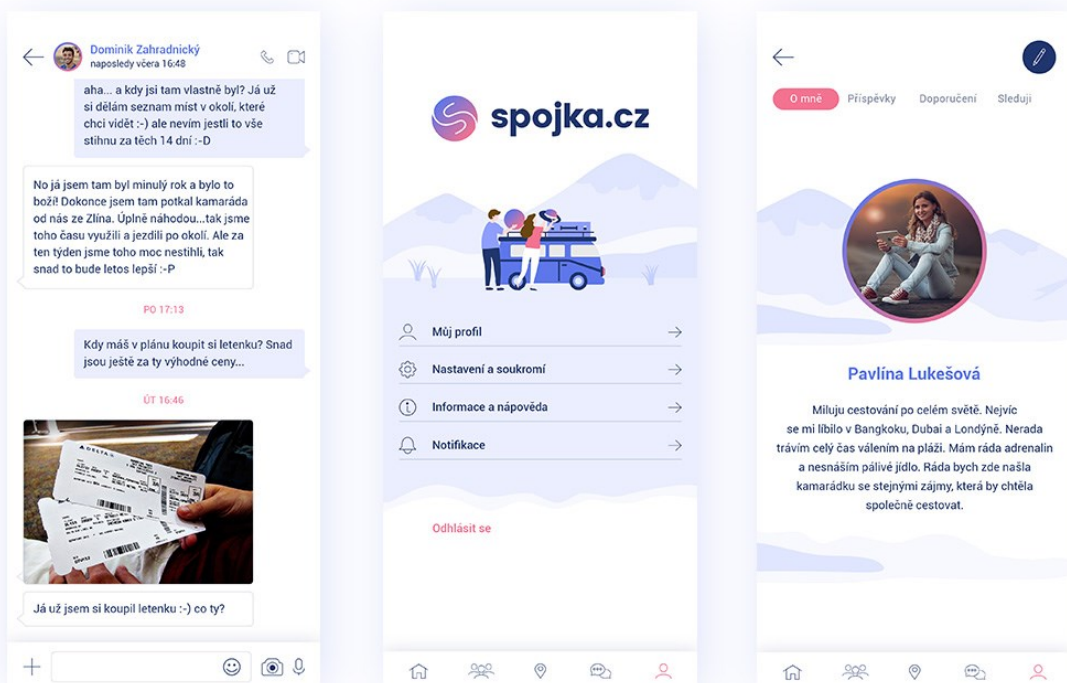 Dominik Zahradnický
naposledy včera 16:48
aha... a kdy jsi tam vlastně byl? Já už
si dělám seznam míst v okolí, které
chci vidět :-) ale nevím jestli to vše
stihnu za těch 14 dní :-D
No já jsem tam byl minulý rok a bylo to
boží! Dokonce jsem tam potkal kamaráda
od nás ze Zlína. Úplně náhodou...tak jsme
toho času využili a jezdili po okolí. Ale za
ten týden jsme toho moc nestihli, tak
snad to bude letos lepší :-P
PO 17:13
Kdy máš v plánu koupit si letenku? Snad
jsou ještě za ty výhodné ceny...
ÚT 16:46
DELTA
Já už jsem si koupil letenku :-) co ty?
spojka.cz
Můj profil
Nastavení a soukromí
Informace a nápověda
Notifikace
Odhlásit se
O mně
Příspěvky
Doporučení
Sleduji
Pavlína Lukešová
Miluju cestování po celém světě. Nejvíc
se mi líbilo v Bangkoku, Dubai a Londýně. Nerada
trávím celý čas válením na pláži. Mám ráda adrenalin
a nesnáším pálivé jídlo. Ráda bych zde našla
kamarádku se stejnými zájmy, která by chtěla
společně cestovat.